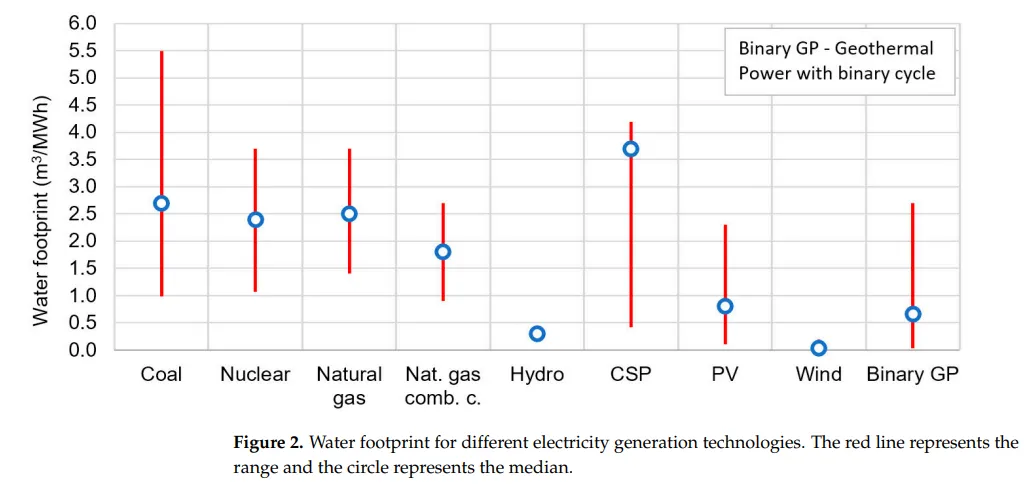 6.0
5.5
5.0
4.5
4.0
3.5
3.0
2.5
2.0
1.5
1.0
0.5
0.0
Water footprint (m³/MWh)
Binary GP - Geothermal
Power with binary cycle
Coal Nuclear Natural gas Nat. gas comb. c. Hydro CSP PV Wind Binary GP
Figure 2. Water footprint for different electricity generation technologies. The red line represents the
range and the circle represents the median.